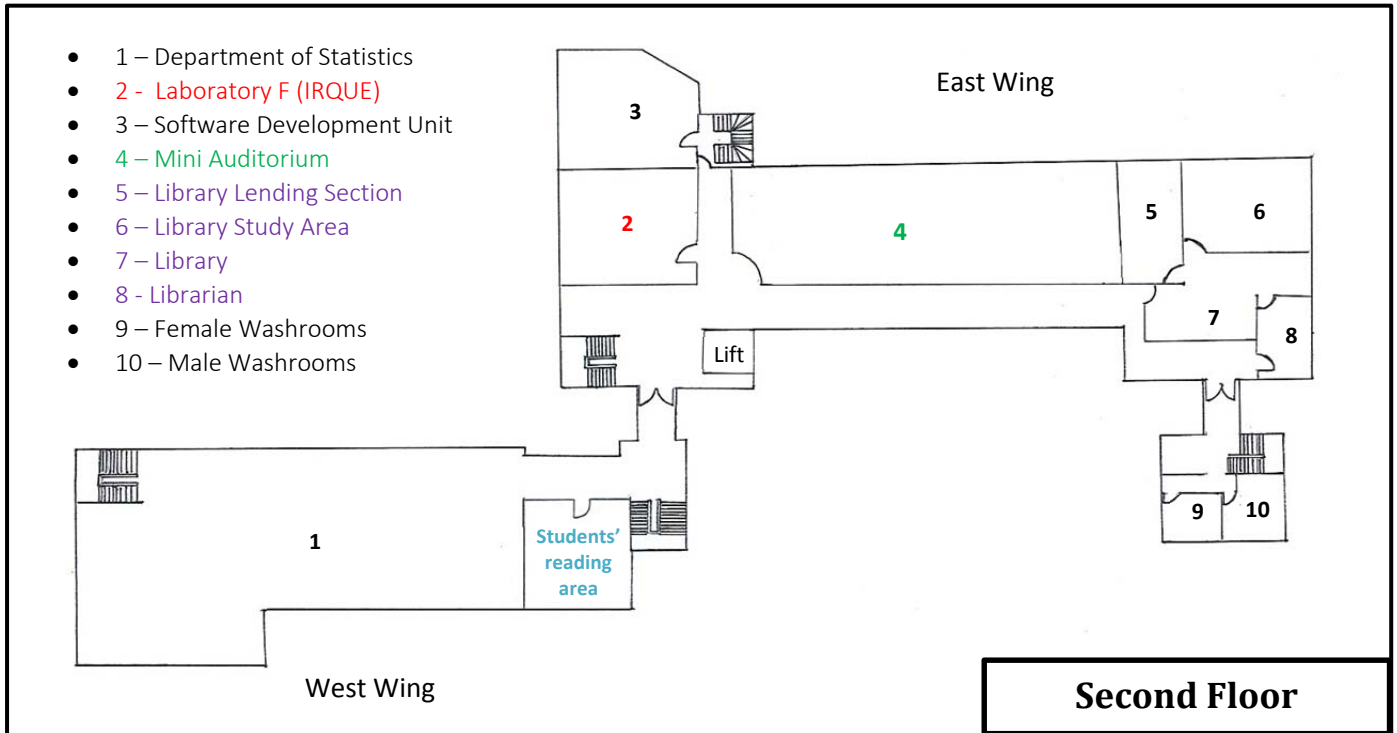 • 1 – Department of Statistics
• 2 - Laboratory F (IRQUE)
• 3 – Software Development Unit
• 4 – Mini Auditorium
• 5 – Library Lending Section
• 6 – Library Study Area
• 7 – Library
• 8 - Librarian
• 9 – Female Washrooms
• 10 – Male Washrooms
East Wing
3
2
4
5
6
7
8
Lift
9
10
1
Students'
reading
area
West Wing
Second Floor